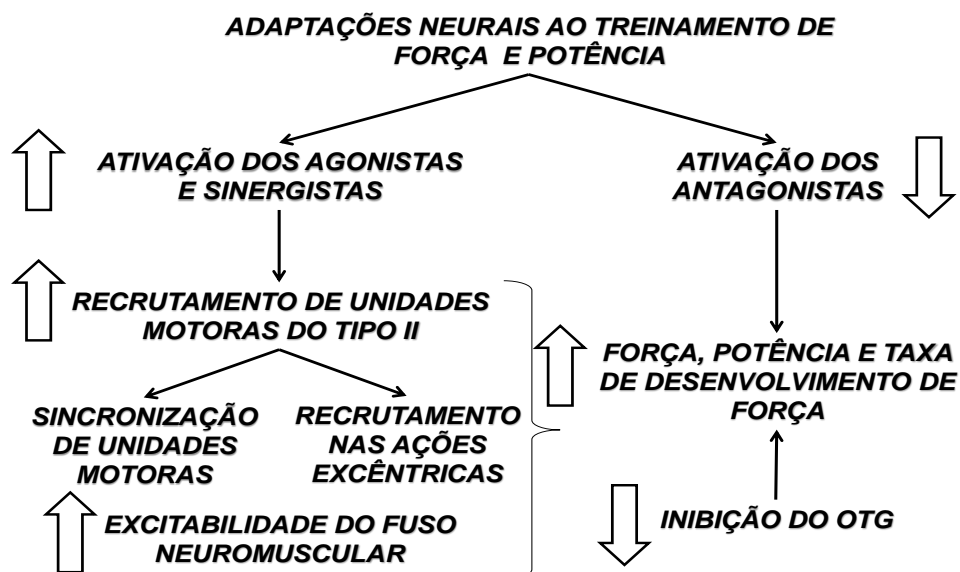 ADAPTAÇÕES NEURAIS AO TREINAMENTO DE
FORÇA E POTÊNCIA
ATIVAÇÃO DOS AGONISTAS
E SINERGISTAS
ATIVAÇÃO DOS
ANTAGONISTAS
RECRUTAMENTO DE UNIDADES
MOTORAS DO TIPO II
FORÇA, POTÊNCIA E TAXA
DE DESENVOLVIMENTO DE
FORÇA
SINCRONIZAÇÃO
DE UNIDADES
MOTORAS
RECRUTAMENTO
NAS AÇÕES
EXCÊNTRICAS
EXCITABILIDADE DO FUSO
NEUROMUSCULAR
INIBIÇÃO DO OTG